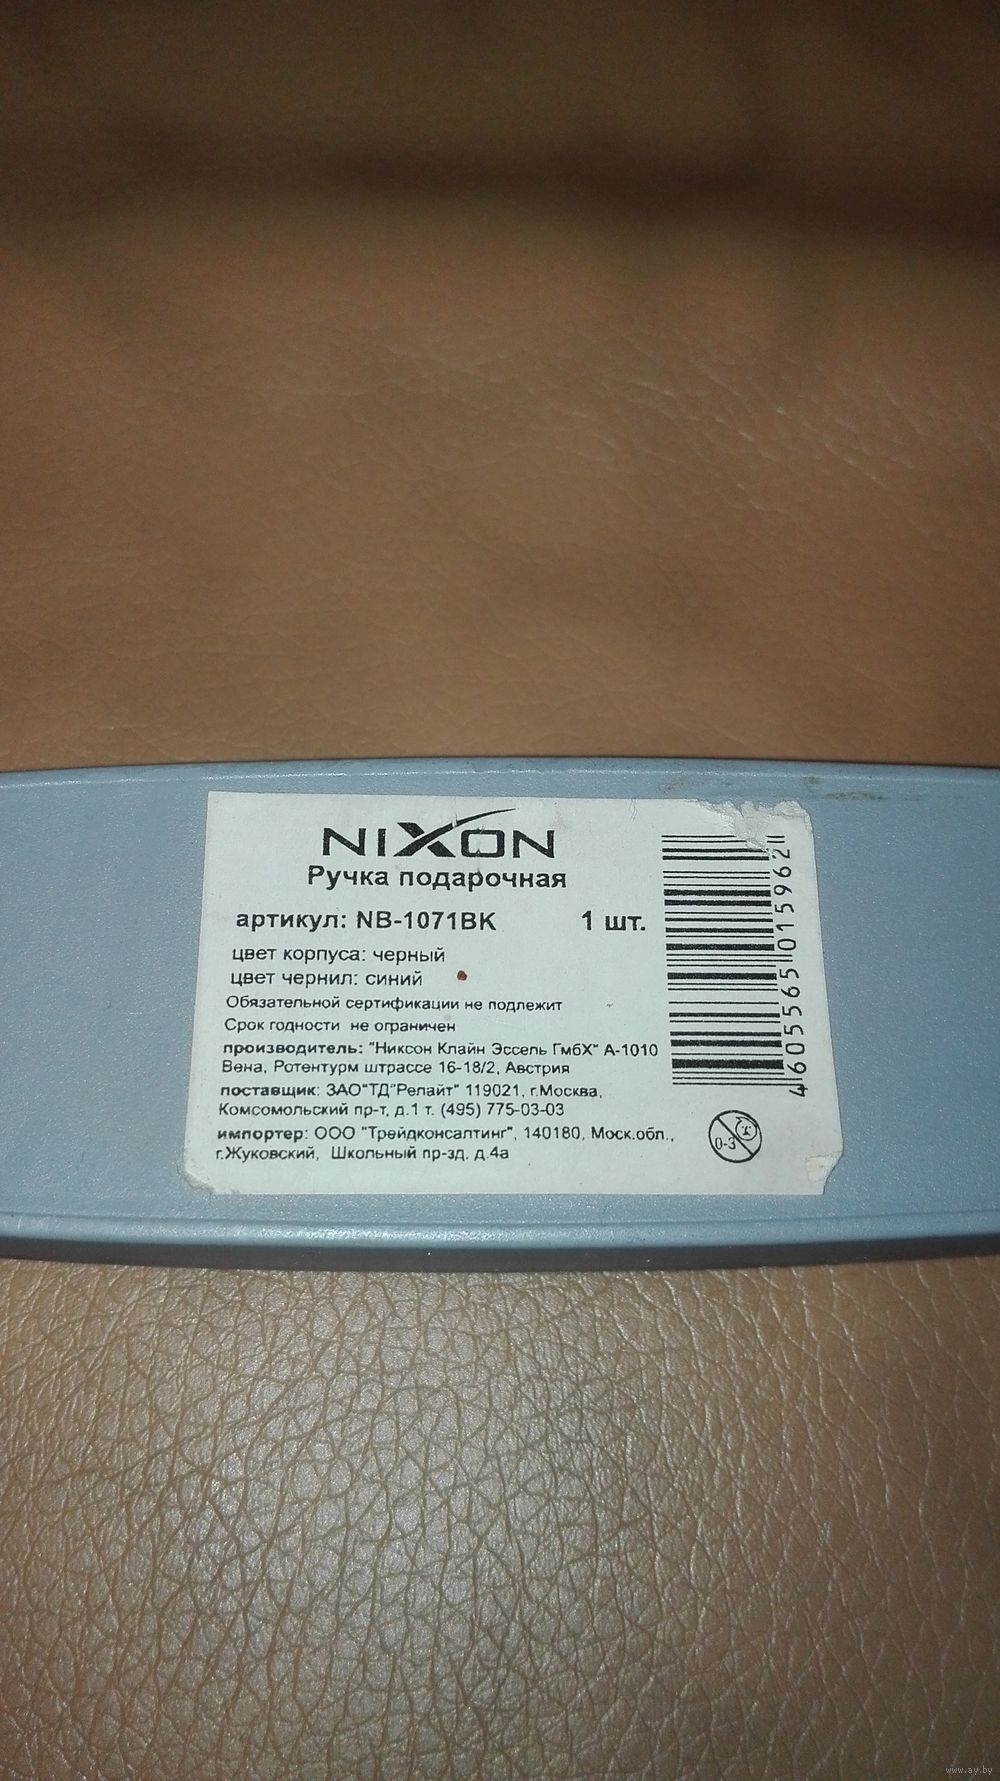 NIXON
Ручка подарочная
артикул: NB-1071BK 1 шт.
цвет корпуса: черный
цвет чернил: синий
Обязательной сертификации не подлежит
Срок годности не ограничен
производитель: "Никсон Клайн Эссель ГмбХ" А-1010
Вена, Ротентурм штрассе 16-18/2, Австрия
поставщик: ЗАО"ТД"Релайт" 119021, г.Москва,
Комсомольский пр-т, д.1 т. (495) 775-03-03
импортер: ООО "Трейдконсалтинг", 140180, Моск.обл.,
г.Жуковский, Школьный пр-зд, д.4а
4605565015962
0-3
www.ay.by